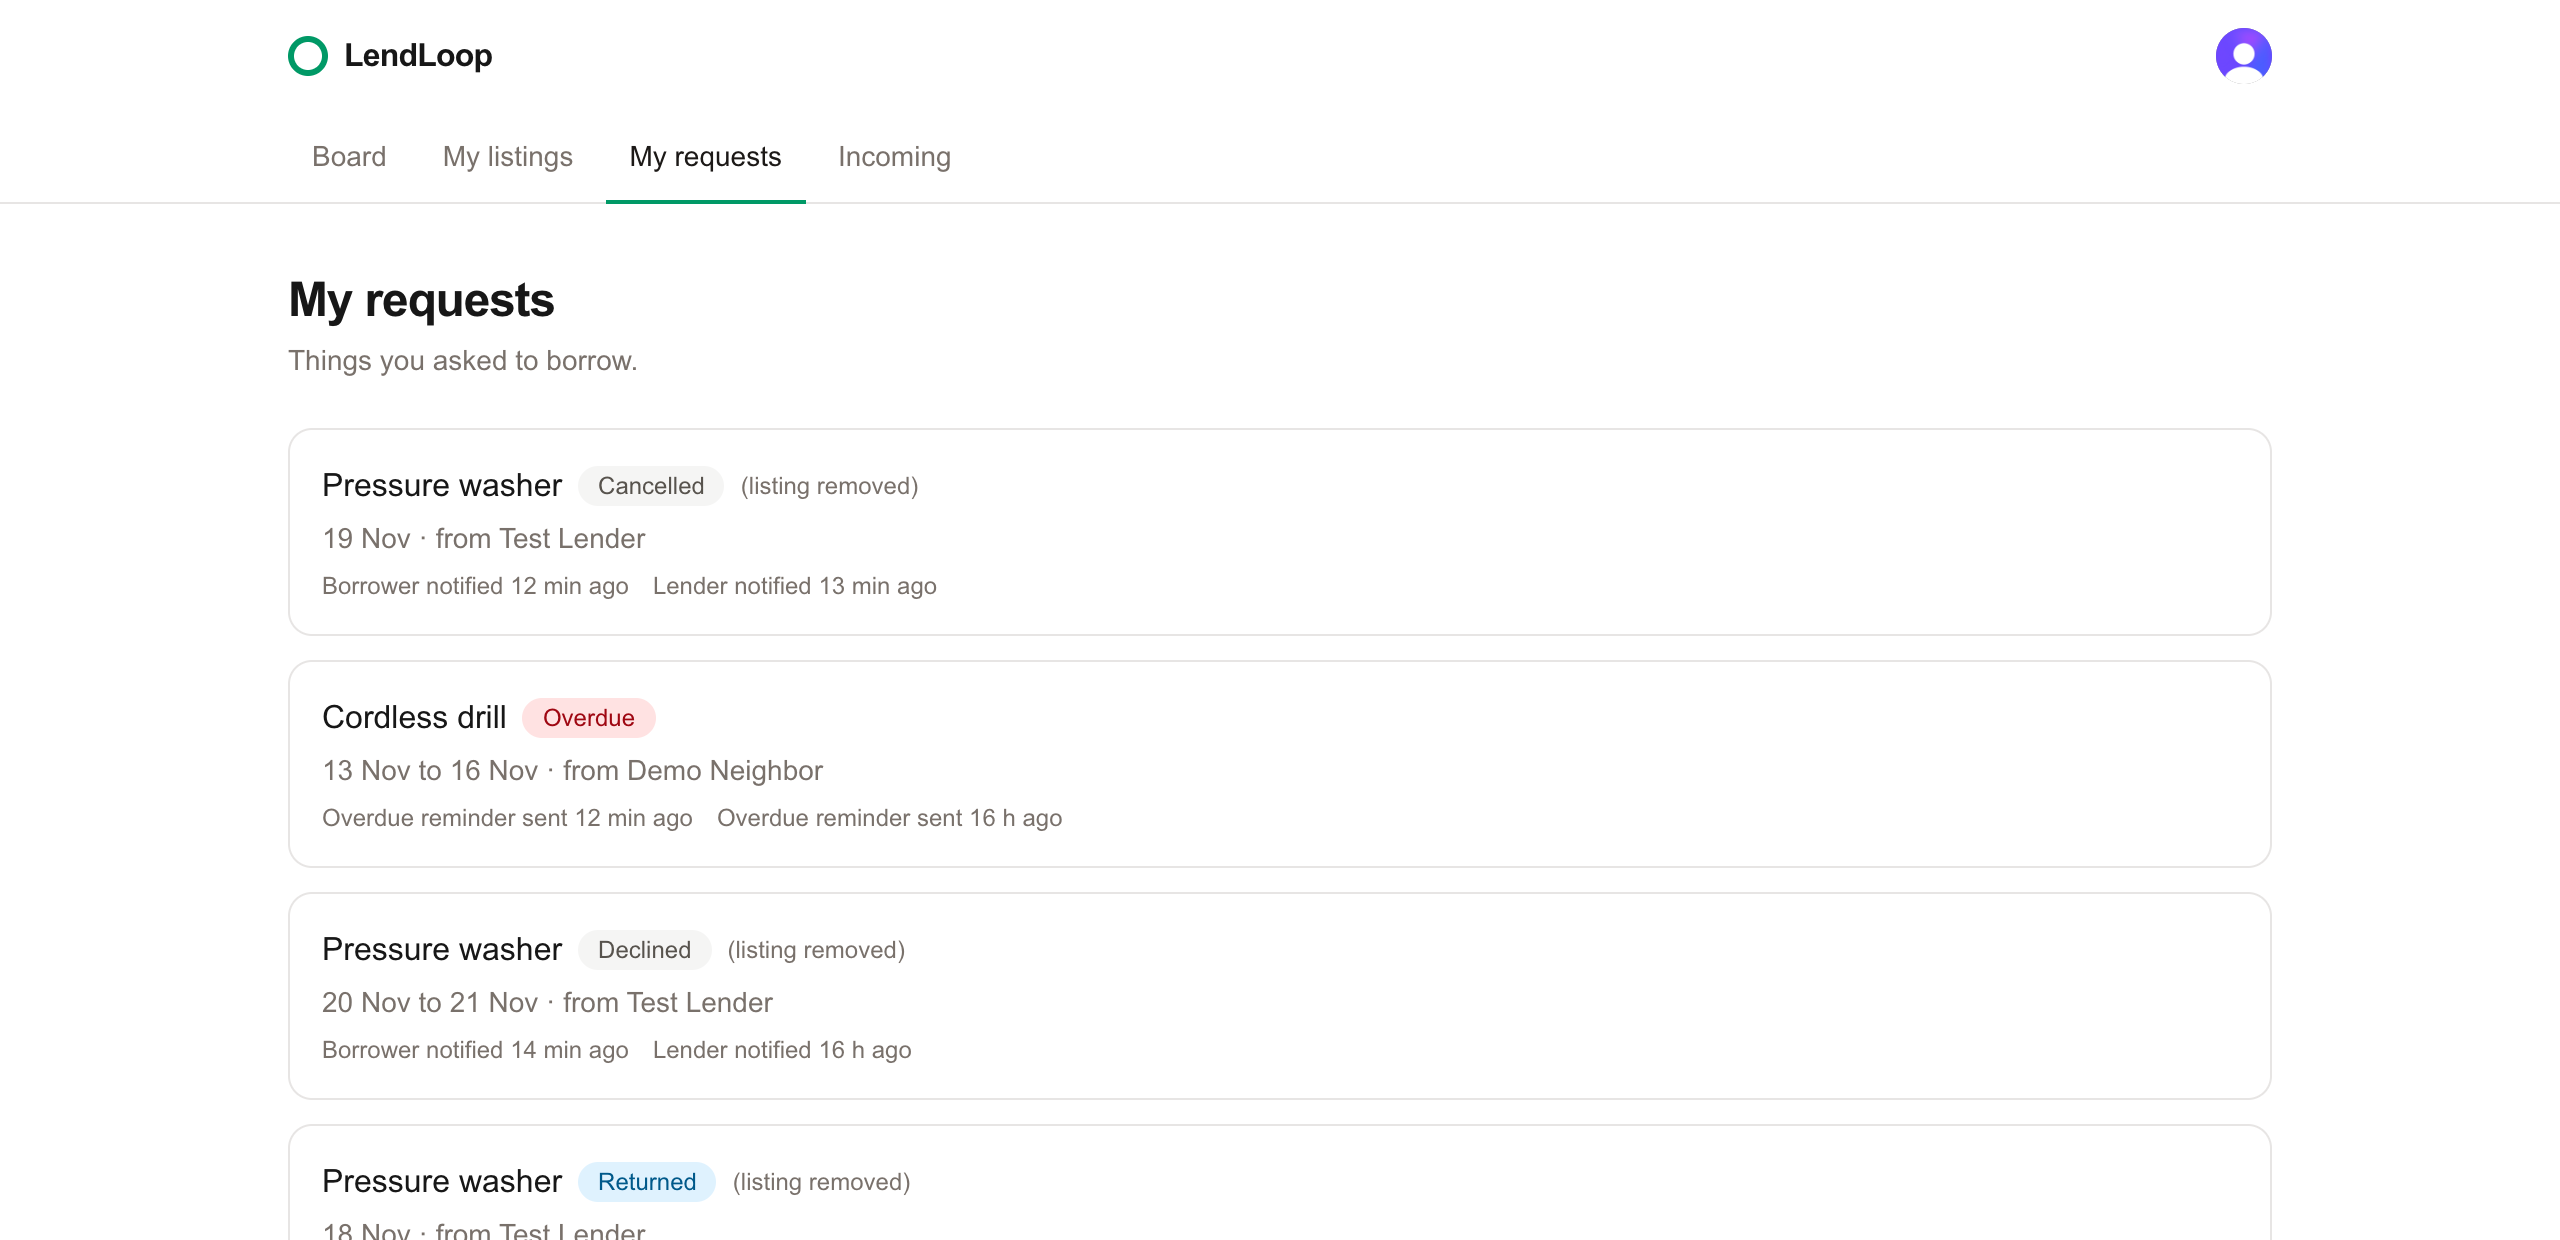 LendLoop
Board My listings My requests Incoming
My requests
Things you asked to borrow.
Pressure washer Cancelled (listing removed)
19 Nov · from Test Lender
Borrower notified 12 min ago Lender notified 13 min ago
Cordless drill Overdue
13 Nov to 16 Nov · from Demo Neighbor
Overdue reminder sent 12 min ago Overdue reminder sent 16 h ago
Pressure washer Declined (listing removed)
20 Nov to 21 Nov · from Test Lender
Borrower notified 14 min ago Lender notified 16 h ago
Pressure washer Returned (listing removed)
18 Nov · from Test Lender